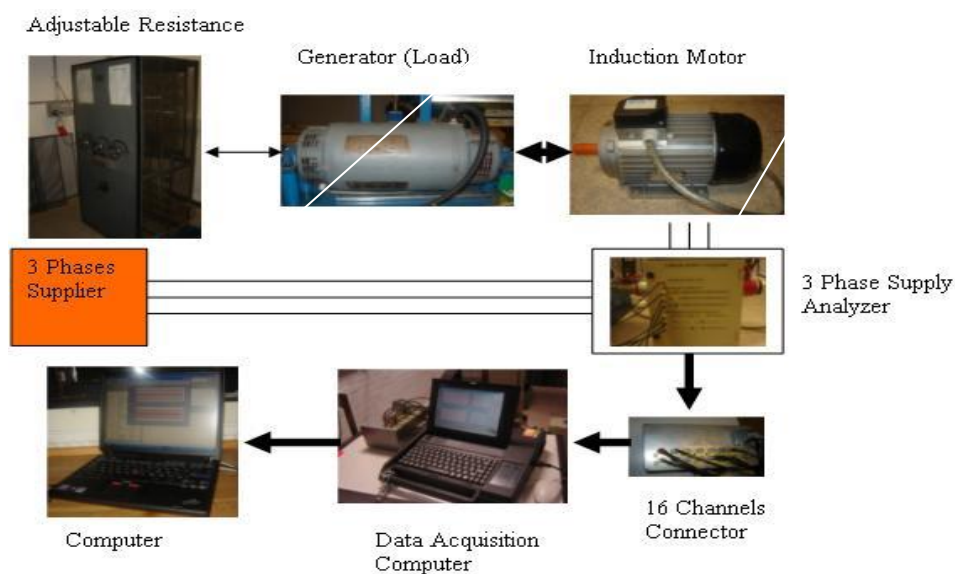 Adjustable Resistance
Generator (Load)
Induction Motor
3 Phases
Supplier
3 Phase Supply
Analyzer
16 Channels
Connector
Data Acquisition
Computer
Computer